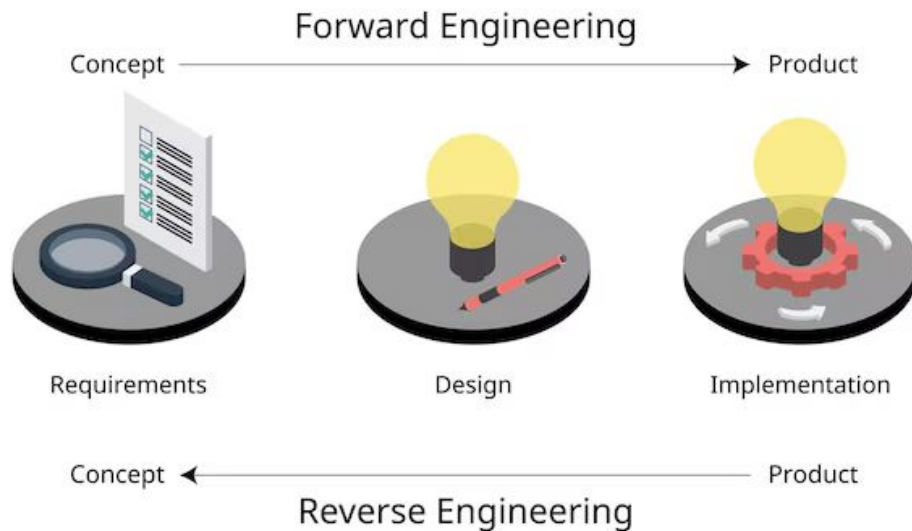 Forward Engineering
Concept Product
Requirements Design Implementation
Concept Product
Reverse Engineering